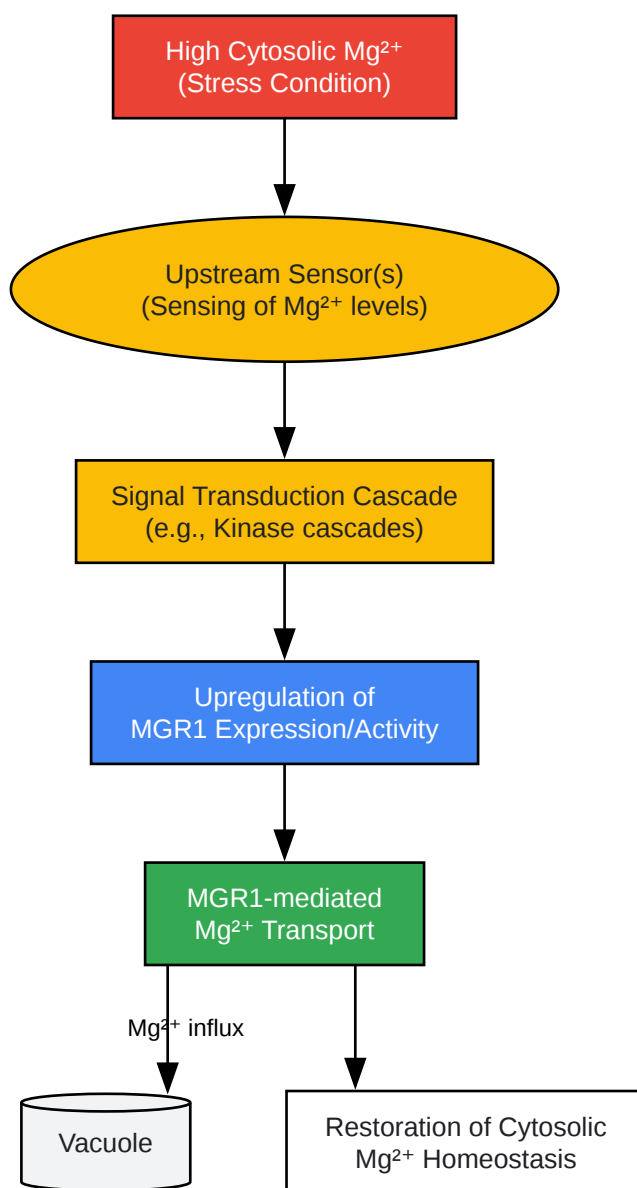 High Cytosolic Mg²⁺
(Stress Condition)
Upstream Sensor(s)
(Sensing of Mg²⁺ levels)
Signal Transduction Cascade
(e.g., Kinase cascades)
Upregulation of
MGR1 Expression/Activity
MGR1-mediated
Mg²⁺ Transport
Mg²⁺ influx
Vacuole
Restoration of Cytosolic
Mg²⁺ Homeostasis